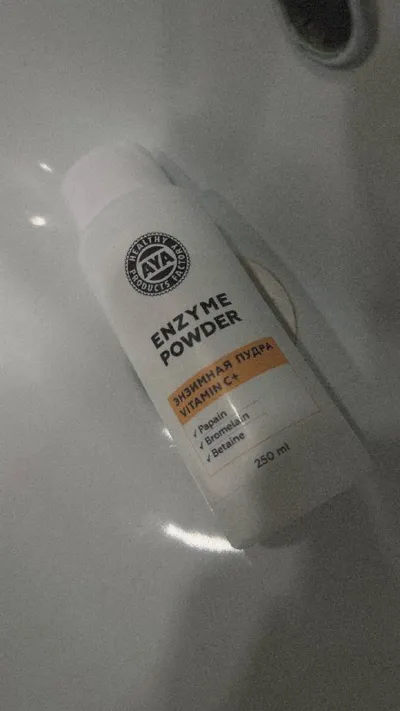 HEALTHY
AYA
PRODUCTS FACTORY
ENZYME
POWDER
ЭНЗИМНАЯ ПУДРА
VITAMIN C+
✓ Papain
✓ Bromelain
✓ Betaine
250 ml